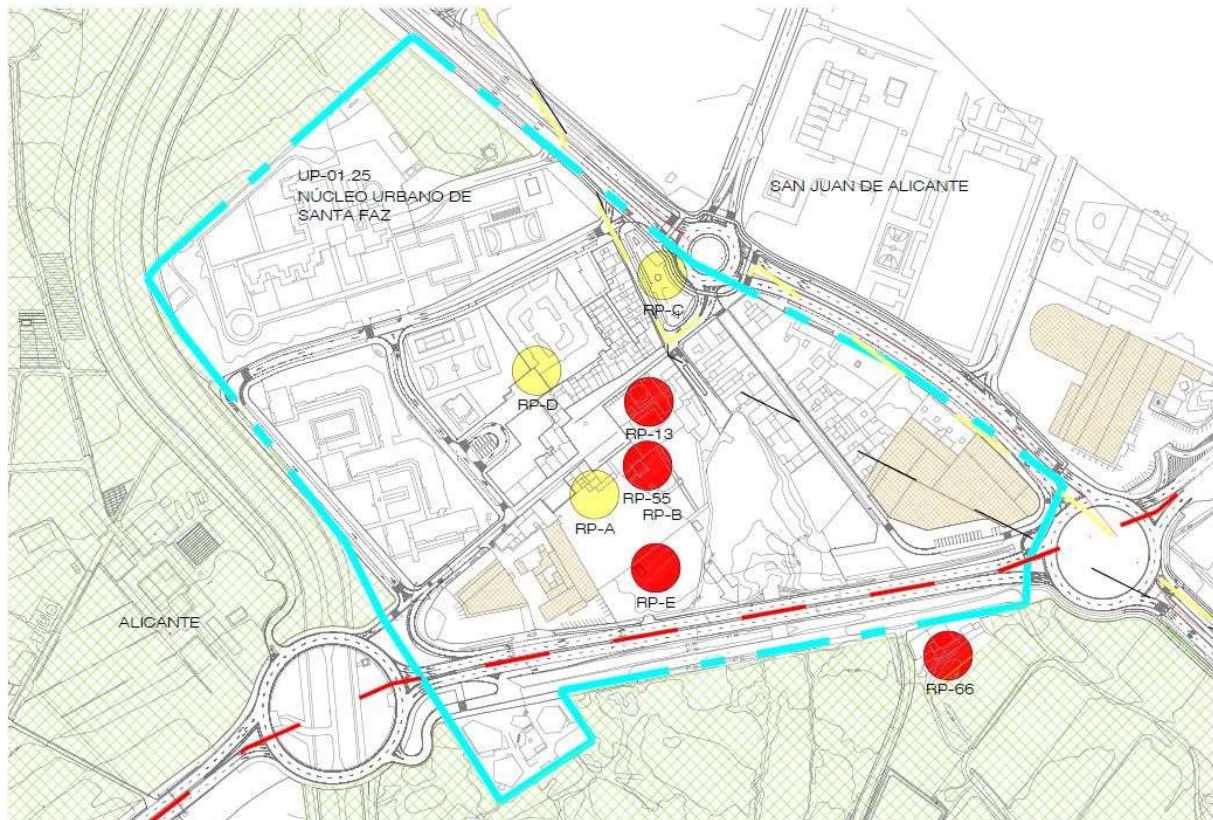 UP-01.25
NÚCLEO URBANO DE
SANTA FAZ
SAN JUAN DE ALICANTE
RP-C
RP-D
RP-13
RP-55
RP-A
RP-B
RP-E
ALICANTE
RP-66